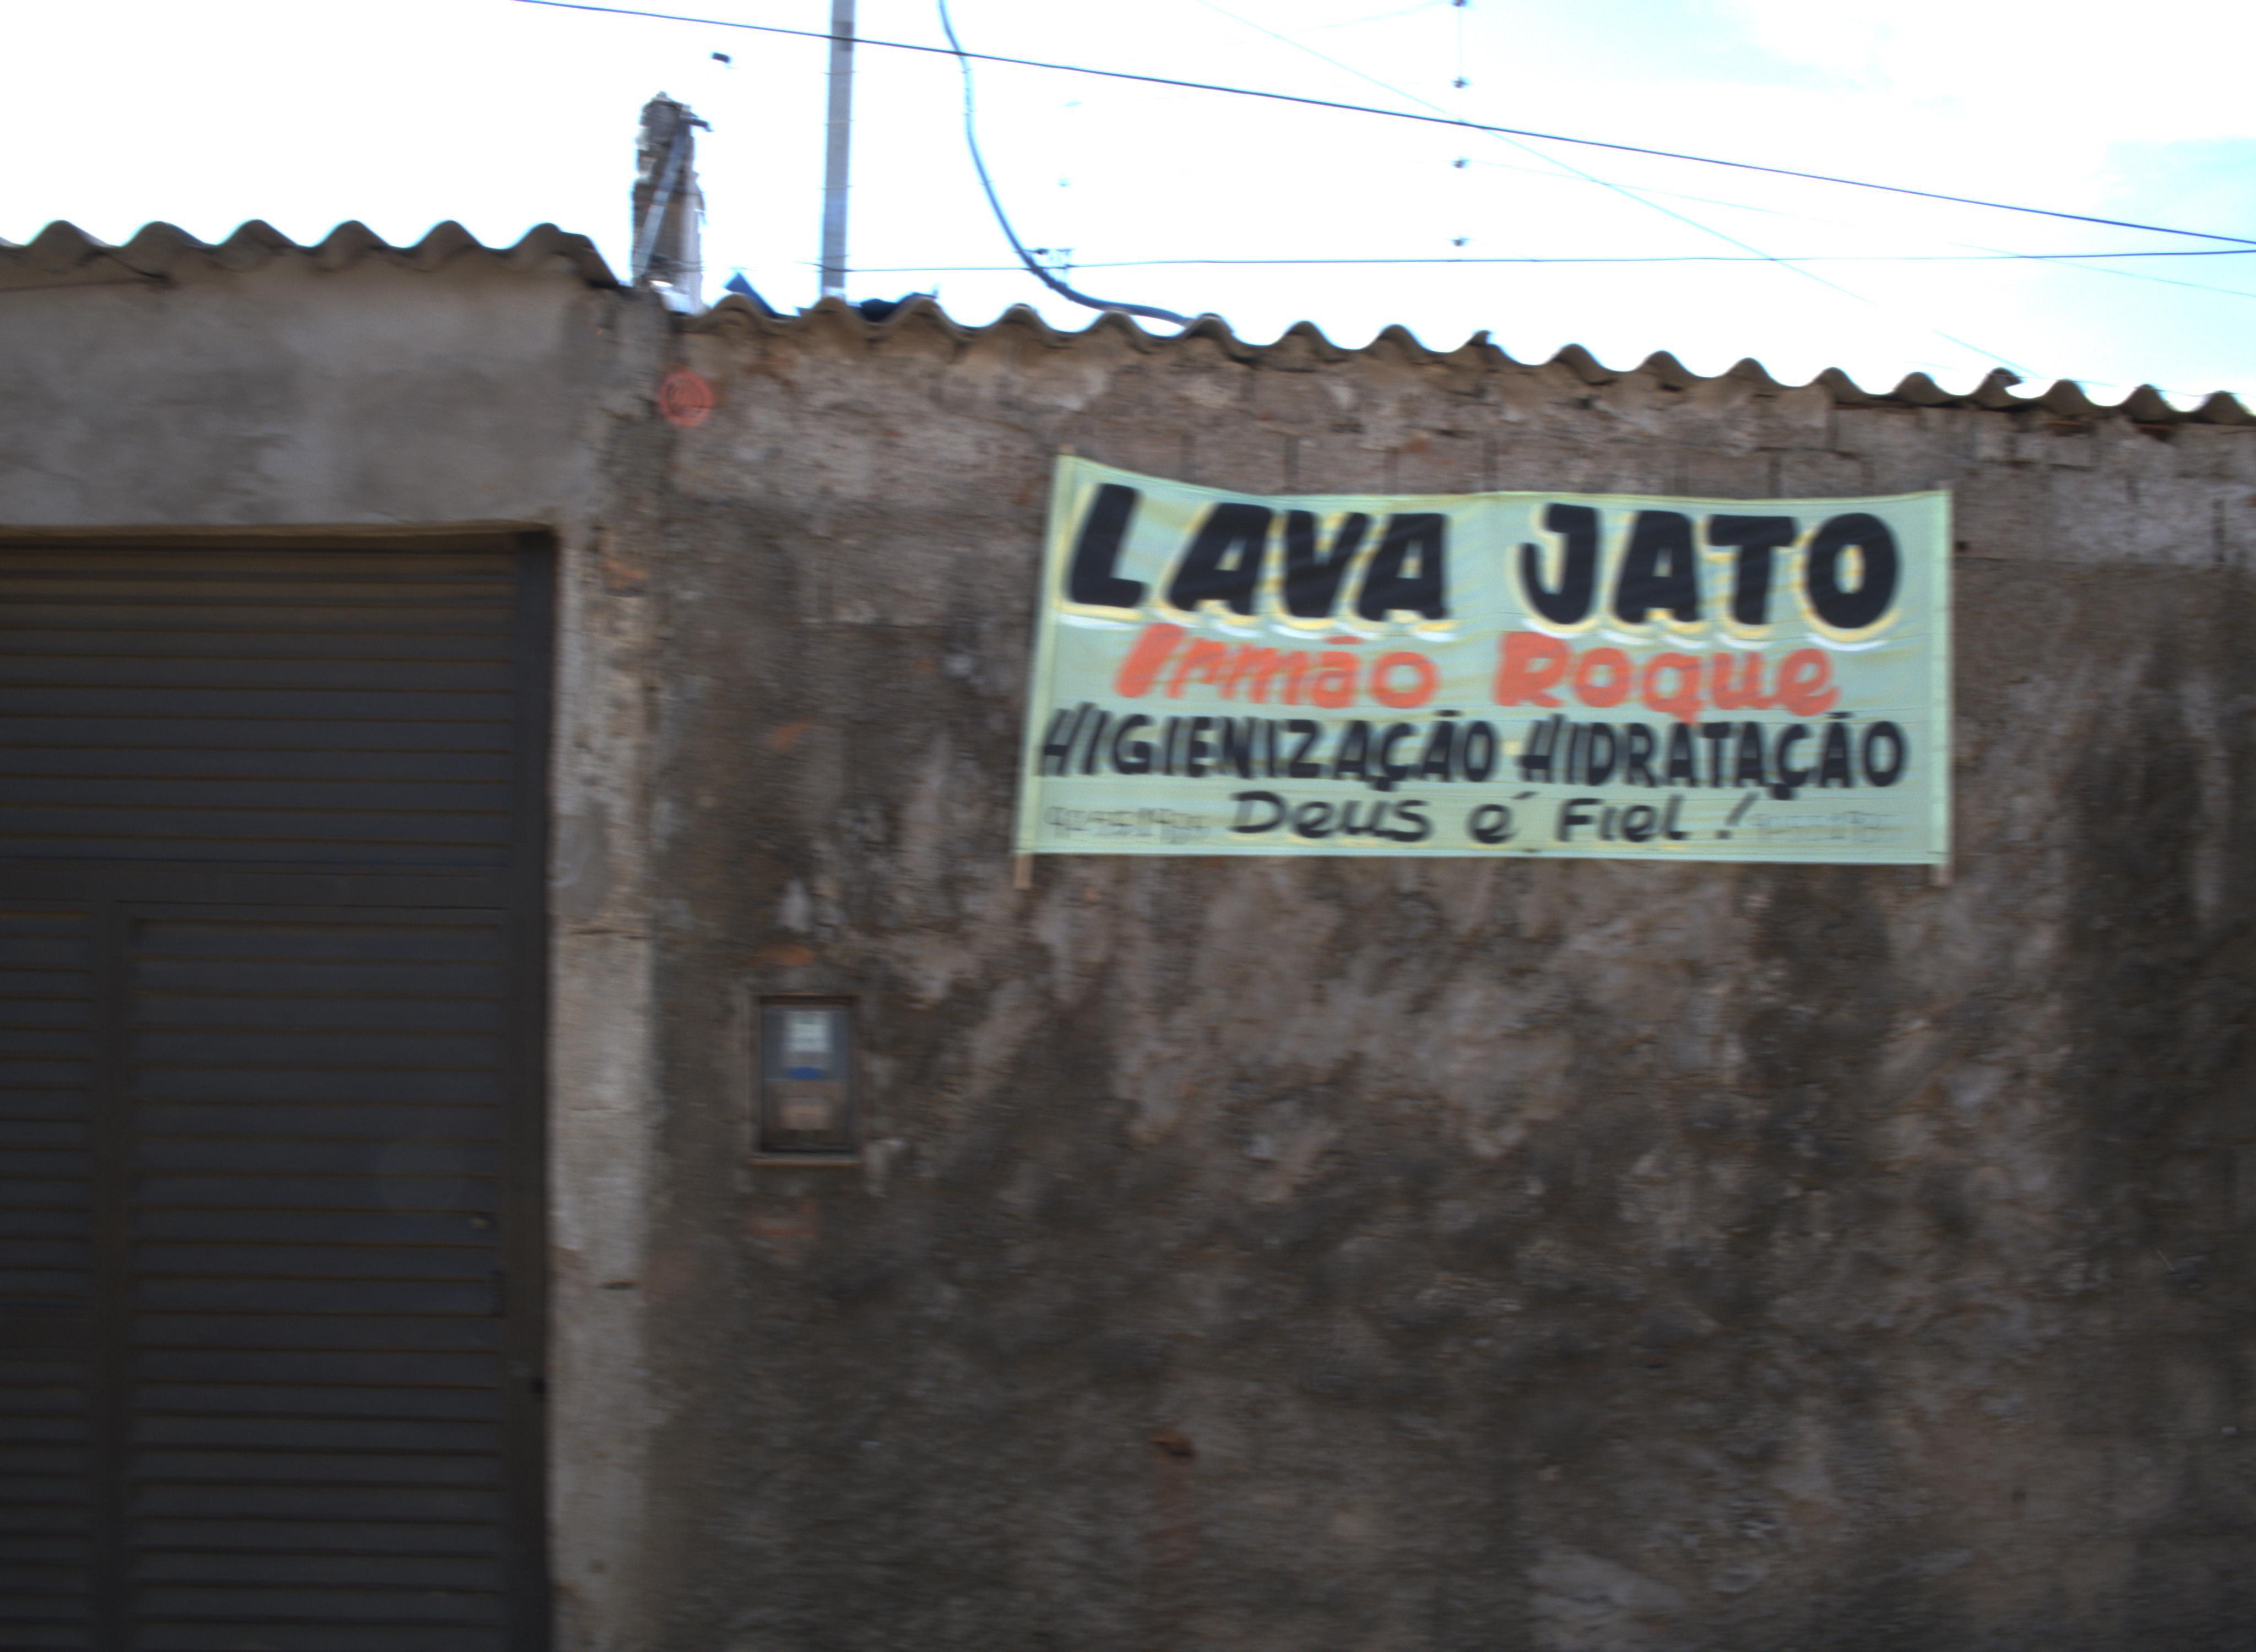 LAVA JATO
Irmão Roque
HIGIENIZAÇÃO HIDRATAÇÃO
Deus é Fiel !